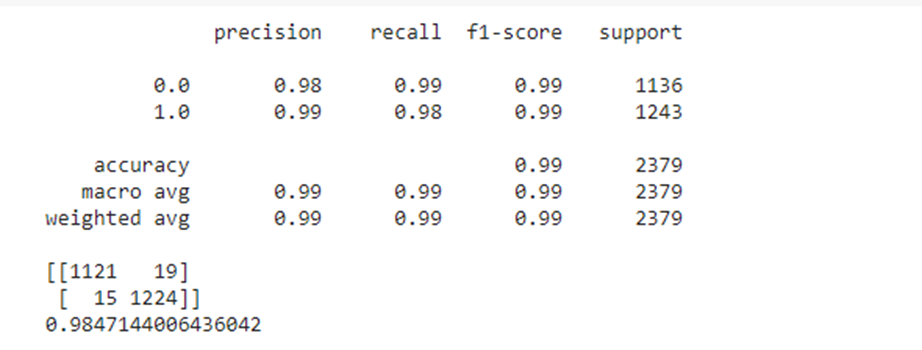 precision recall f1-score support
0.0 0.98 0.99 0.99 1136
1.0 0.99 0.98 0.99 1243
accuracy 0.99 2379
macro avg 0.99 0.99 0.99 2379
weighted avg 0.99 0.99 0.99 2379
[[1121 19]
[ 15 1224]]
0.9847144006436042